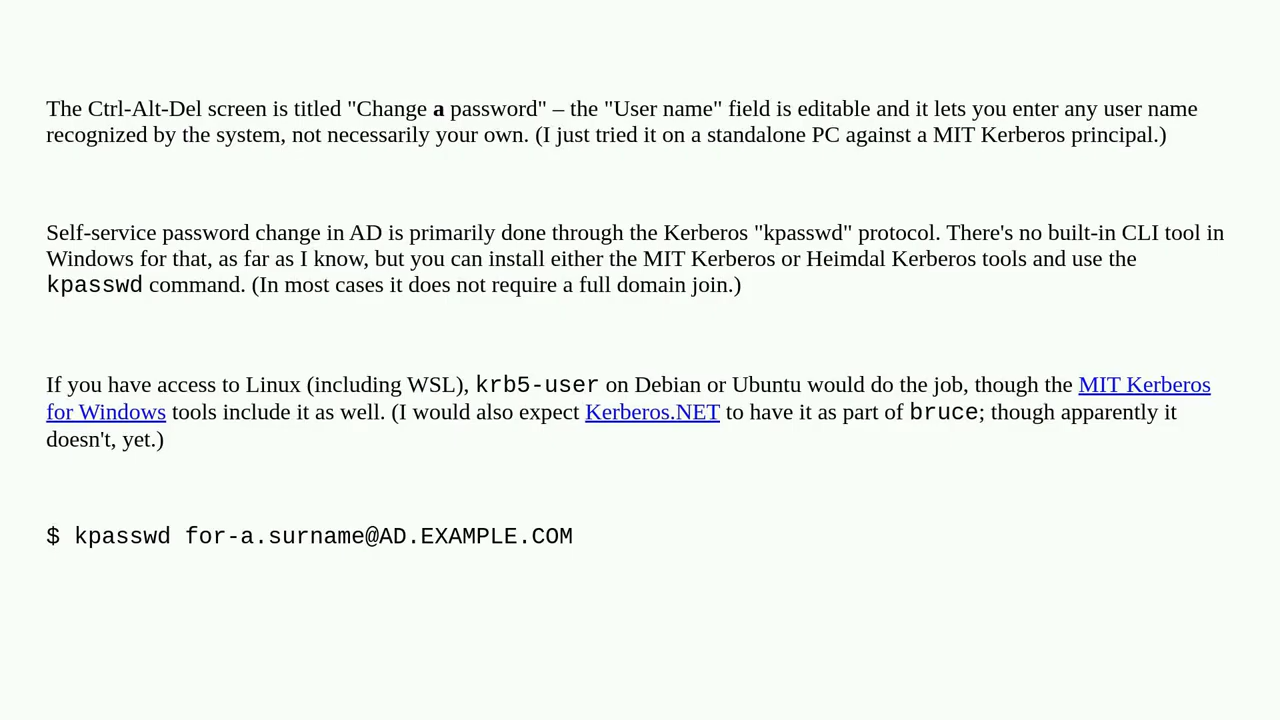 The Ctrl-Alt-Del screen is titled "Change a password" – the "User name" field is editable and it lets you enter any user name
recognized by the system, not necessarily your own. (I just tried it on a standalone PC against a MIT Kerberos principal.)
Self-service password change in AD is primarily done through the Kerberos "kpasswd" protocol. There's no built-in CLI tool in
Windows for that, as far as I know, but you can install either the MIT Kerberos or Heimdal Kerberos tools and use the
kpasswd command. (In most cases it does not require a full domain join.)
If you have access to Linux (including WSL), krb5-user on Debian or Ubuntu would do the job, though the MIT Kerberos
for Windows tools include it as well. (I would also expect Kerberos.NET to have it as part of bruce; though apparently it
doesn't, yet.)
$ kpasswd for-a.surname@AD.EXAMPLE.COM